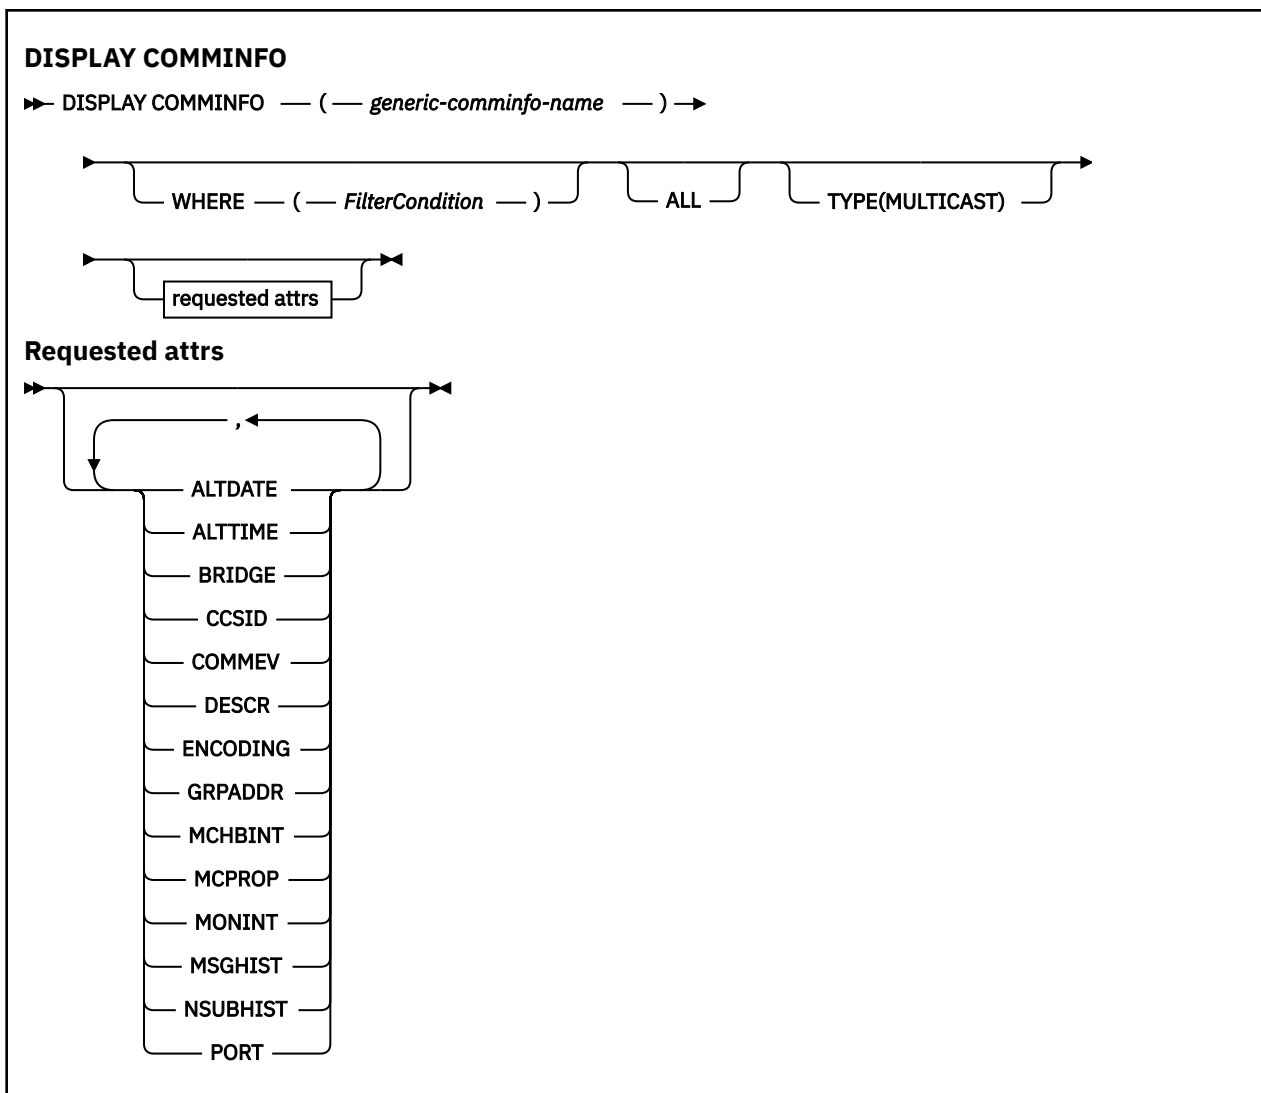 DISPLAY COMMINFO
DISPLAY COMMINFO ( generic-comminfo-name )
WHERE ( FilterCondition ) ALL TYPE(MULTICAST)
requested attrs
Requested attrs
,
ALTDATE
ALTTIME
BRIDGE
CCSID
COMMEV
DESCR
ENCODING
GRPADDR
MCHBINT
MCPROP
MONINT
MSGHIST
NSUBHIST
PORT